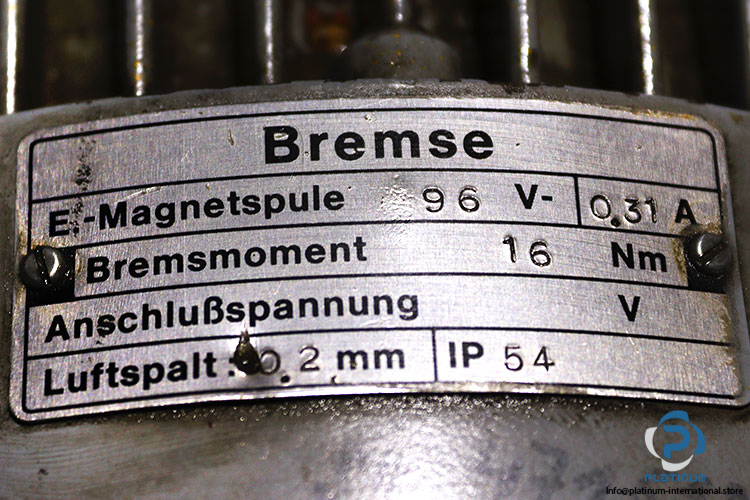 Bremse
E.-Magnetspule 96 V- 0.31 A
Bremsmoment 16 Nm
Anschlußspannung V
Luftspalt: 0.2 mm IP 54
PLATINUM
Info@platinum-international.store